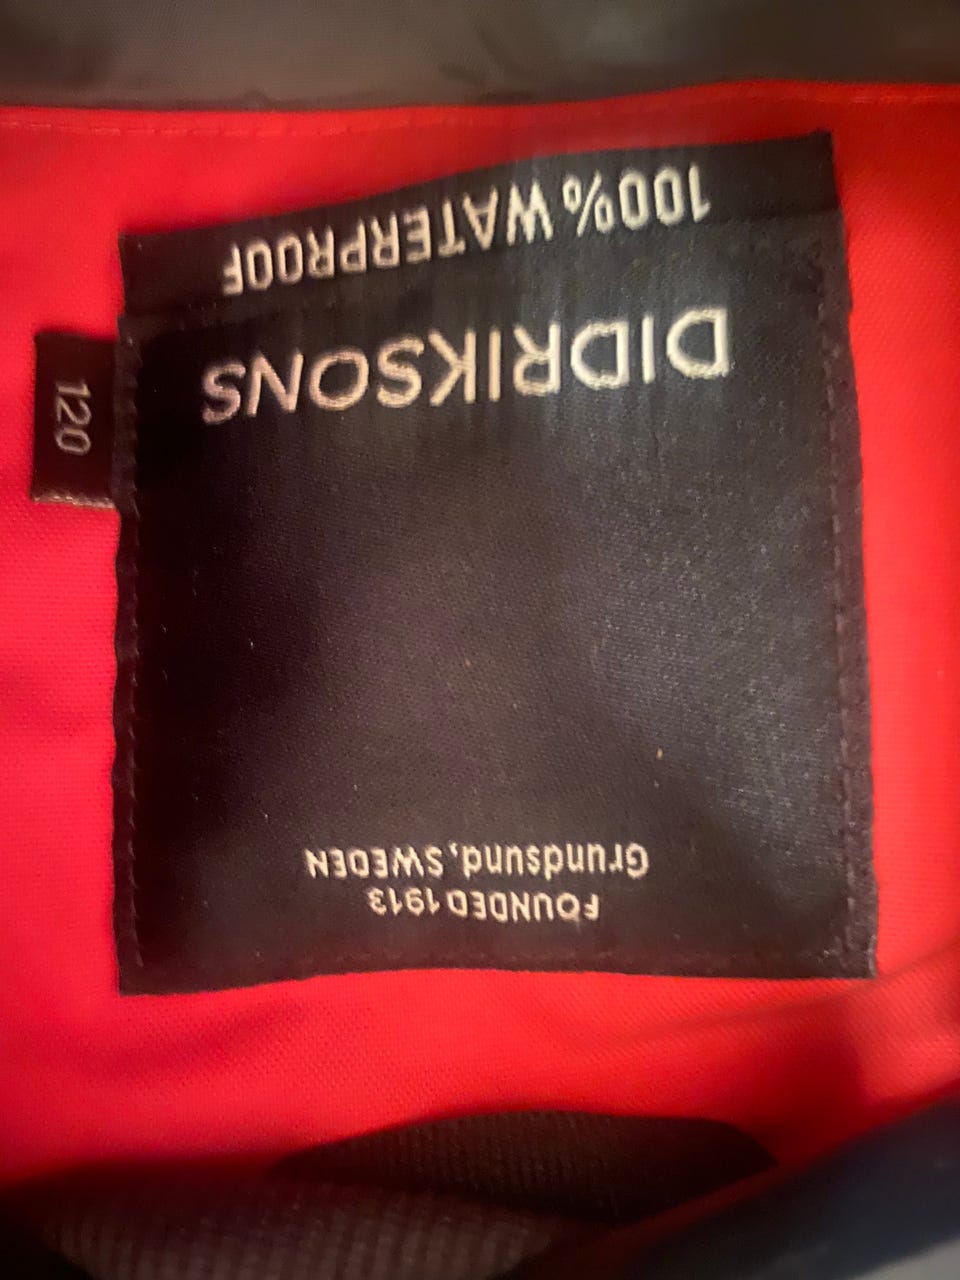 FOUNDED 1913
Grundsund, SWEDEN
DIDRIKSONS
100% WATERPROOF
120